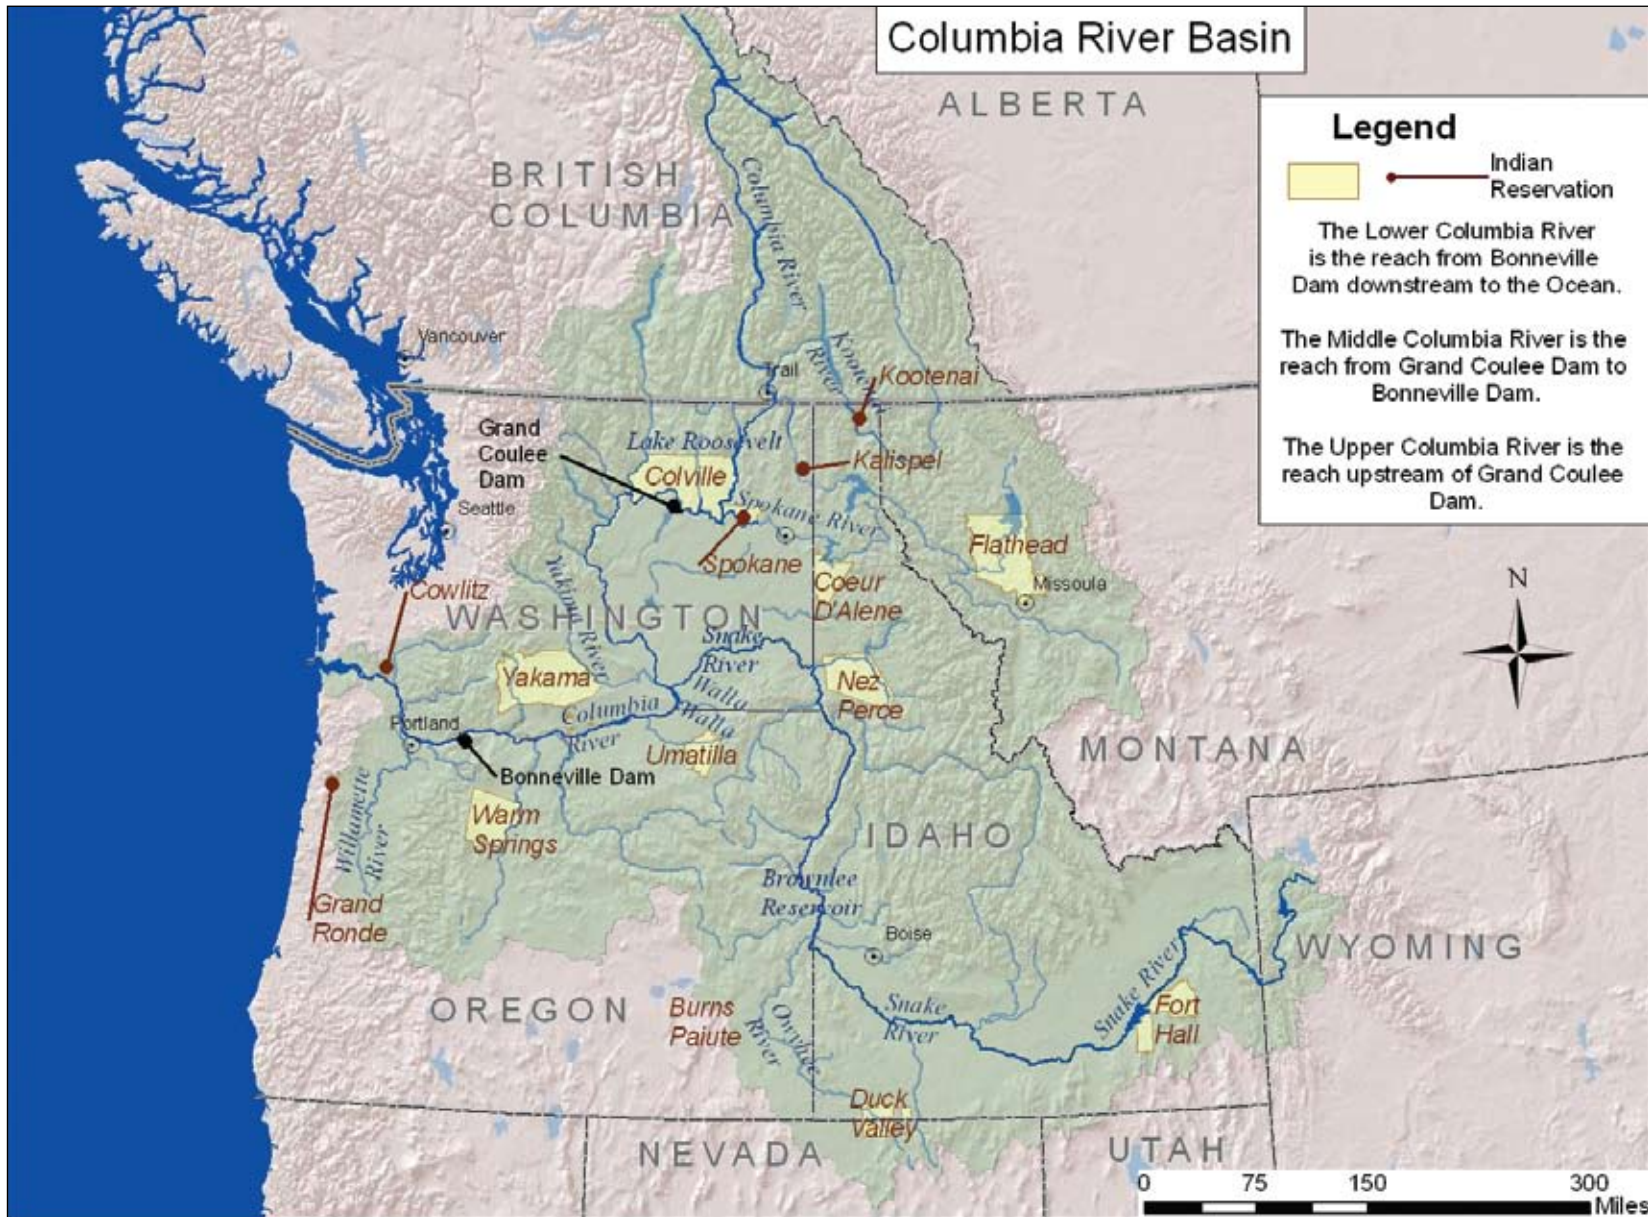 Columbia River Basin
ALBERTA
Legend
Indian
Reservation
The Lower Columbia River
is the reach from Bonneville
Dam downstream to the Ocean.
The Middle Columbia River is the
reach from Grand Coulee Dam to
Bonneville Dam.
The Upper Columbia River is the
reach upstream of Grand Coulee
Dam.
BRITISH
COLUMBIA
Columbia River
Vancouver
Kootenai
River
Trail
Kootenai
Grand
Coulee
Dam
Lake Roosevelt
Colville
Kalispel
Seattle
Spokane River
Spokane
Flathead
Missoula
Coeur
D'Alene
Cowlitz
WASHINGTON
Yakima River
Snake
River
Yakama
Walla
Walla
Nez
Perce
Columbia
River
Portland
Umatilla
Bonneville Dam
MONTANA
N
Willamette
River
Warm
Springs
IDAHO
Brownlee
Reservoir
Grand
Ronde
Boise
WYOMING
OREGON
Burns
Paiute
Owyhee
River
Snake
River
Snake River
Fort
Hall
Duck
Valley
NEVADA
UTAH
0 75 150 300
Miles